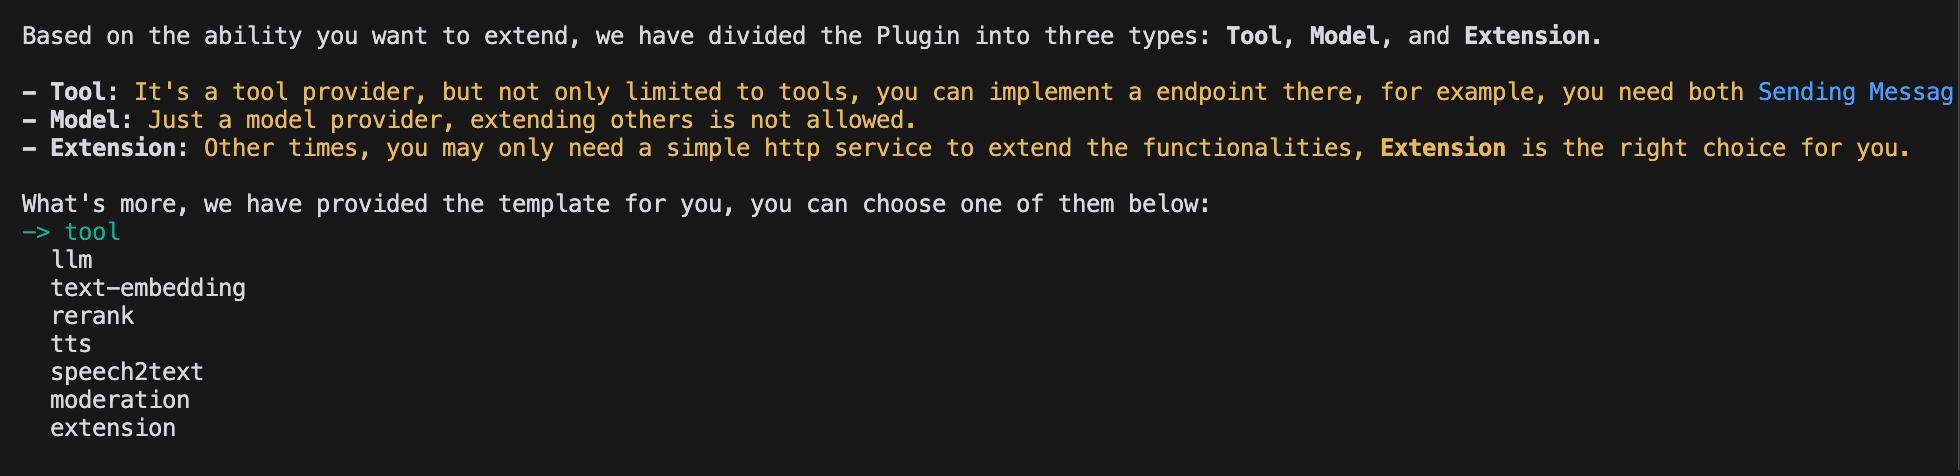 Based on the ability you want to extend, we have divided the Plugin into three types: Tool, Model, and Extension.
- Tool: It's a tool provider, but not only limited to tools, you can implement a endpoint there, for example, you need both Sending Messag
- Model: Just a model provider, extending others is not allowed.
- Extension: Other times, you may only need a simple http service to extend the functionalities, Extension is the right choice for you.
What's more, we have provided the template for you, you can choose one of them below:
-> tool
llm
text-embedding
rerank
tts
speech2text
moderation
extension